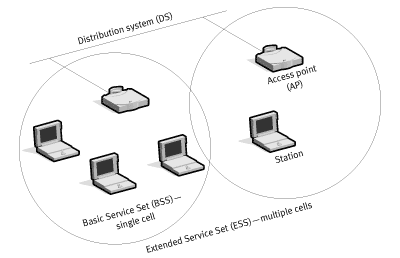 Distribution system (DS)
Access point
(AP)
Station
Basic Service Set (BSS)—
single cell
Extended Service Set (ESS)—multiple cells